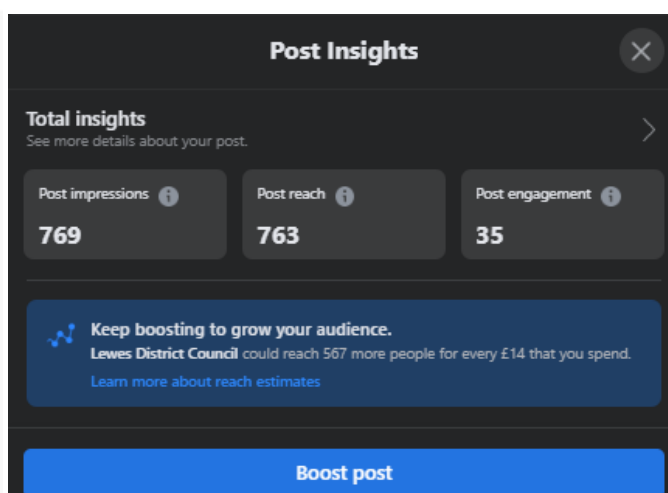 Post Insights
Total insights
See more details about your post.
Post impressions
Post reach
Post engagement
769
763
35
Keep boosting to grow your audience.
Lewes District Council could reach 567 more people for every £14 that you spend.
Learn more about reach estimates
Boost post